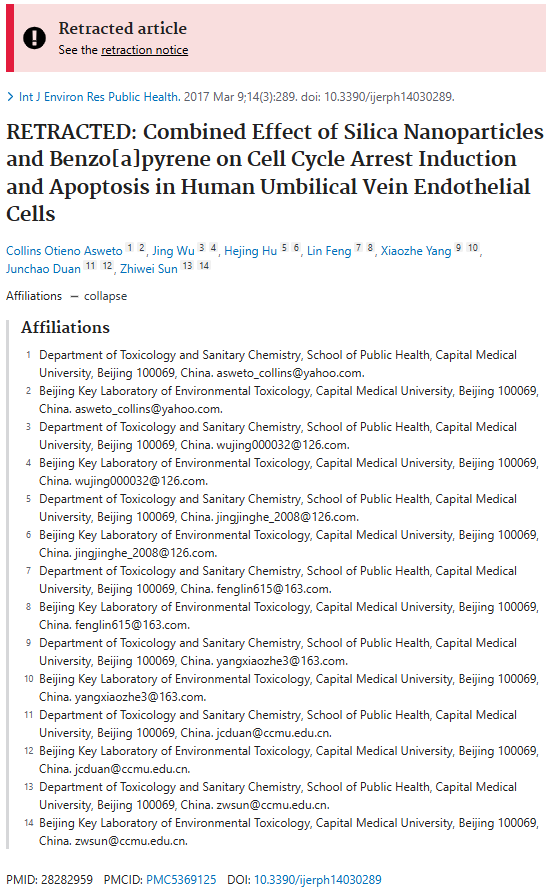 Retracted article
See the retraction notice
Int J Environ Res Public Health. 2017 Mar 9;14(3):289. doi: 10.3390/ijerph14030289.
RETRACTED: Combined Effect of Silica Nanoparticles
and Benzo[a]pyrene on Cell Cycle Arrest Induction
and Apoptosis in Human Umbilical Vein Endothelial
Cells
Collins Otieno Asweto 1 2, Jing Wu 3 4, Hejing Hu 5 6, Lin Feng 7 8, Xiaozhe Yang 9 10,
Junchao Duan 11 12, Zhiwei Sun 13 14
Affiliations – collapse
Affiliations
1 Department of Toxicology and Sanitary Chemistry, School of Public Health, Capital Medical
University, Beijing 100069, China. asweto_collins@yahoo.com.
2 Beijing Key Laboratory of Environmental Toxicology, Capital Medical University, Beijing 100069,
China. asweto_collins@yahoo.com.
3 Department of Toxicology and Sanitary Chemistry, School of Public Health, Capital Medical
University, Beijing 100069, China. wujing000032@126.com.
4 Beijing Key Laboratory of Environmental Toxicology, Capital Medical University, Beijing 100069,
China. wujing000032@126.com.
5 Department of Toxicology and Sanitary Chemistry, School of Public Health, Capital Medical
University, Beijing 100069, China. jingjinghe_2008@126.com.
6 Beijing Key Laboratory of Environmental Toxicology, Capital Medical University, Beijing 100069,
China. jingjinghe_2008@126.com.
7 Department of Toxicology and Sanitary Chemistry, School of Public Health, Capital Medical
University, Beijing 100069, China. fenglin615@163.com.
8 Beijing Key Laboratory of Environmental Toxicology, Capital Medical University, Beijing 100069,
China. fenglin615@163.com.
9 Department of Toxicology and Sanitary Chemistry, School of Public Health, Capital Medical
University, Beijing 100069, China. yangxiaozhe3@163.com.
10 Beijing Key Laboratory of Environmental Toxicology, Capital Medical University, Beijing 100069,
China. yangxiaozhe3@163.com.
11 Department of Toxicology and Sanitary Chemistry, School of Public Health, Capital Medical
University, Beijing 100069, China. jcduan@ccmu.edu.cn.
12 Beijing Key Laboratory of Environmental Toxicology, Capital Medical University, Beijing 100069,
China. jcduan@ccmu.edu.cn.
13 Department of Toxicology and Sanitary Chemistry, School of Public Health, Capital Medical
University, Beijing 100069, China. zwsun@ccmu.edu.cn.
14 Beijing Key Laboratory of Environmental Toxicology, Capital Medical University, Beijing 100069,
China. zwsun@ccmu.edu.cn.
PMID: 28282959 PMCID: PMC5369125 DOI: 10.3390/ijerph14030289